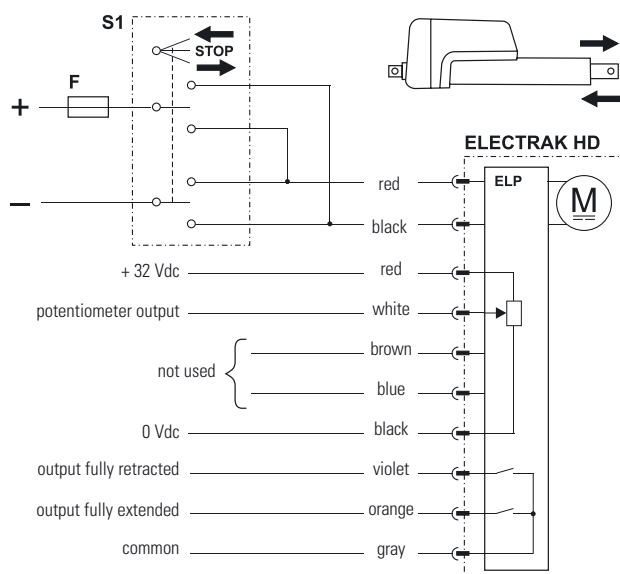 S1
STOP
F
+
–
ELECTRAK HD
ELP
M
red
black
+ 32 Vdc red
potentiometer output white
not used
brown
blue
0 Vdc black
output fully retracted violet
output fully extended orange
common gray